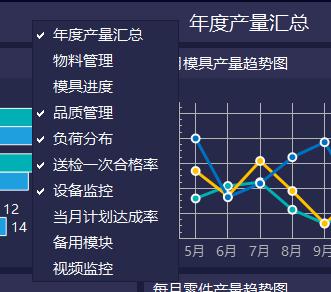 年度产量汇总
年度产量汇总
物料管理
月模具产量趋势图
模具进度
品质管理
负荷分布
送检一次合格率
设备监控
12
当月计划达成率
14
备用模块
5月 6月 7月 8月 9月
视频监控
每月零件产量趋势图